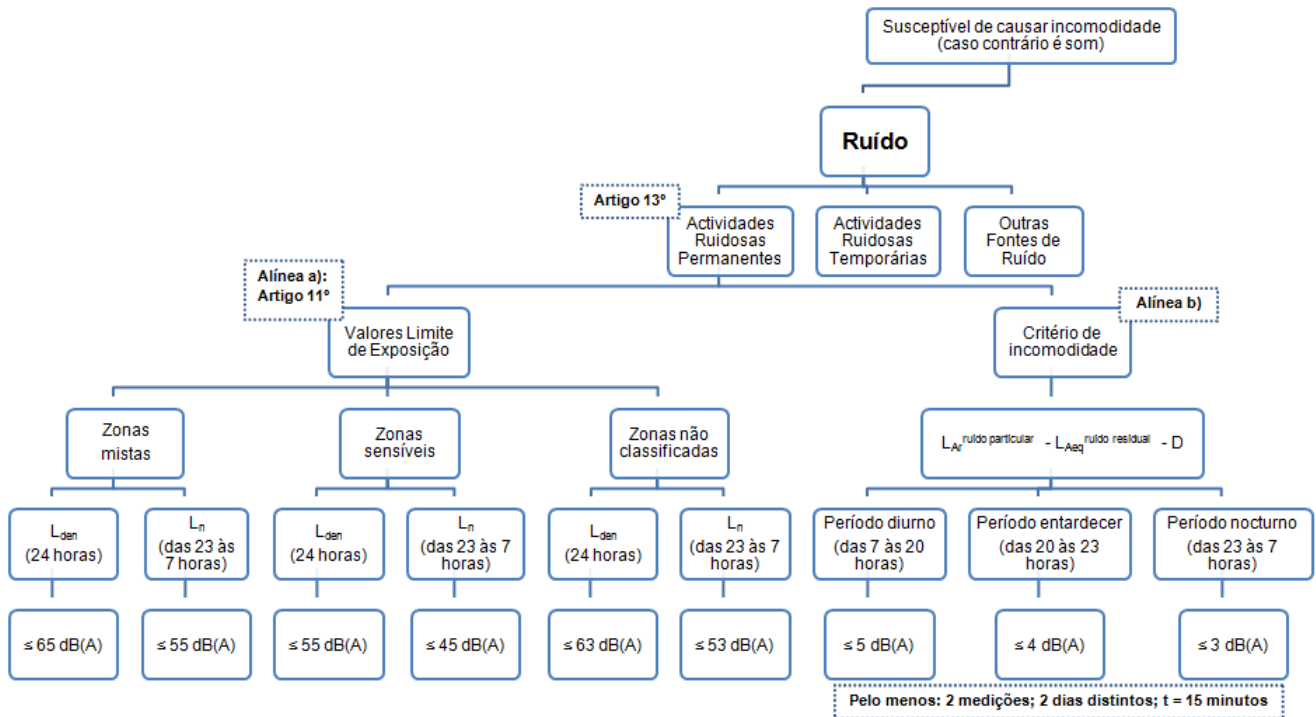 Susceptível de causar incomodidade
(caso contrário é som)
Ruído
Artigo 13º
Actividades
Ruidosas
Permanentes
Actividades
Ruidosas
Temporárias
Outras
Fontes de
Ruído
Alínea a):
Artigo 11º
Valores Limite
de Exposição
Alínea b)
Critério de
incomodidade
Zonas
mistas
Zonas
sensíveis
Zonas não
classificadas
LAr ruído particular - LAeq ruído residual - D
Lden
(24 horas)
Ln
(das 23 às
7 horas)
Lden
(24 horas)
Ln
(das 23 às 7
horas)
Lden
(24 horas)
Ln
(das 23 às 7
horas)
Período diurno
(das 7 às 20
horas)
Período entardecer
(das 20 às 23
horas)
Período nocturno
(das 23 às 7
horas)
≤ 65 dB(A)
≤ 55 dB(A)
≤ 55 dB(A)
≤ 45 dB(A)
≤ 63 dB(A)
≤ 53 dB(A)
≤ 5 dB(A)
≤ 4 dB(A)
≤ 3 dB(A)
Pelo menos: 2 medições; 2 dias distintos; t = 15 minutos